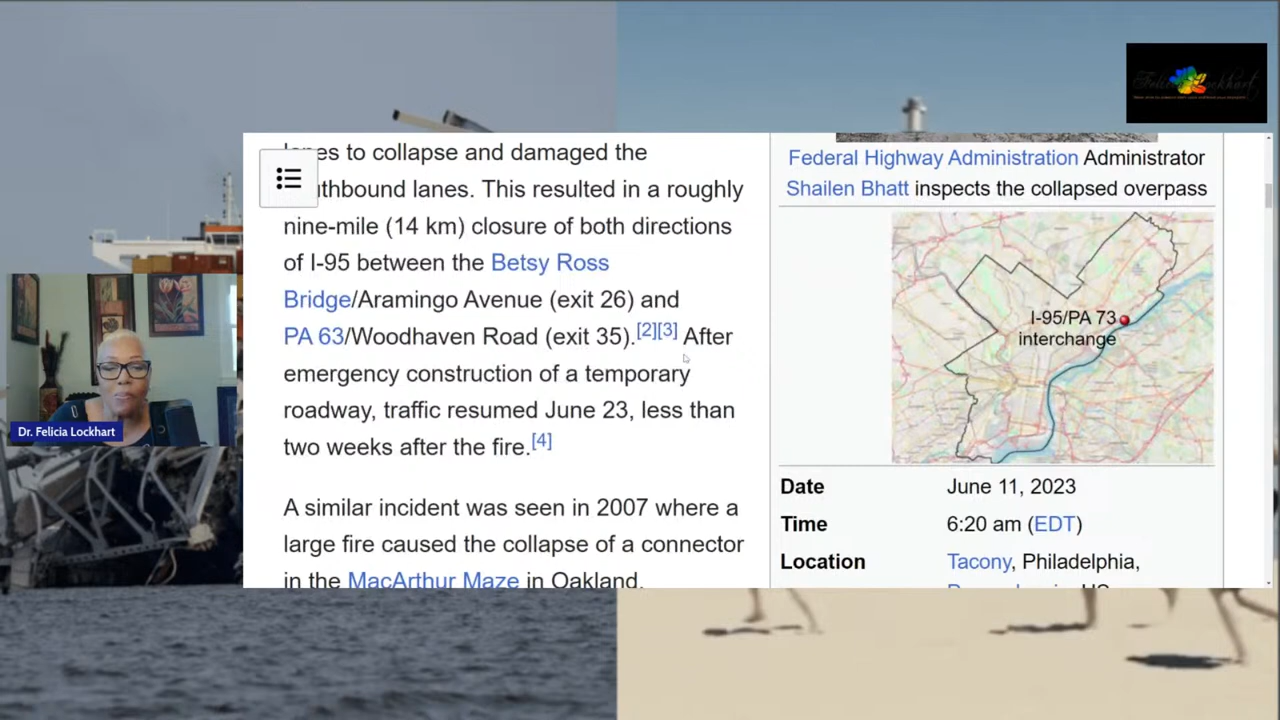 Felicia Lockhart
lanes to collapse and damaged the
uthbound lanes. This resulted in a roughly
nine-mile (14 km) closure of both directions
of I-95 between the Betsy Ross
Bridge/Aramingo Avenue (exit 26) and
PA 63/Woodhaven Road (exit 35).[2][3] After
emergency construction of a temporary
roadway, traffic resumed June 23, less than
two weeks after the fire.[4]
A similar incident was seen in 2007 where a
large fire caused the collapse of a connector
in the MacArthur Maze in Oakland,
Federal Highway Administration Administrator
Shailen Bhatt inspects the collapsed overpass
I-95/PA 73
interchange
Date June 11, 2023
Time 6:20 am (EDT)
Location Tacony, Philadelphia,
US
Dr. Felicia Lockhart